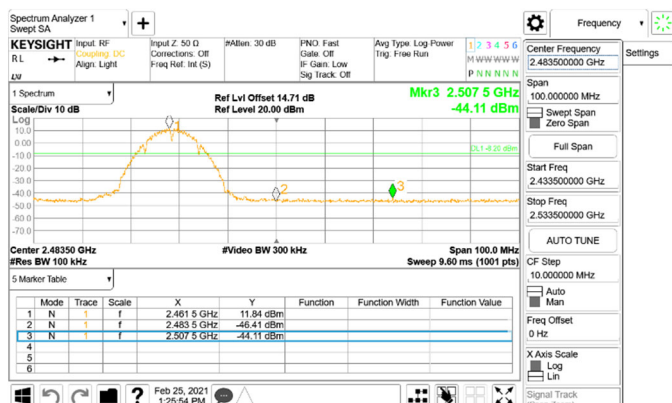 Spectrum Analyzer 1
Swept SA
Frequency
KEYSIGHT
Input: RF
Coupling: DC
Align: Light
Input Z: 50 Ω
Corrections: Off
Freq Ref: Int (S)
#Atten: 30 dB
PNO: Fast
Gate: Off
IF Gain: Low
Sig Track: Off
Avg Type: Log-Power
Trig: Free Run
1 2 3 4 5 6
M W W W W W
P N N N N N
R L
LXI
Center Frequency
2.483500000 GHz
Settings
Span
100.000000 MHz
Swept Span
Zero Span
Full Span
Start Freq
2.433500000 GHz
Stop Freq
2.533500000 GHz
AUTO TUNE
CF Step
10.000000 MHz
Auto
Man
Freq Offset
0 Hz
X Axis Scale
Log
Lin
Signal Track
1 Spectrum
Scale/Div 10 dB
Ref Lvl Offset 14.71 dB
Ref Level 20.00 dBm
Mkr3 2.507 5 GHz
-44.11 dBm
Log
10.0
0.00
-10.0
-20.0
-30.0
-40.0
-50.0
-60.0
-70.0
1
2
3
DL1 -8.20 dBm
Center 2.48350 GHz
#Res BW 100 kHz
#Video BW 300 kHz
Span 100.0 MHz
Sweep 9.60 ms (1001 pts)
5 Marker Table
Mode Trace Scale X Y Function Function Width Function Value
1 N 1 f 2.461 5 GHz 11.84 dBm
2 N 1 f 2.483 5 GHz -46.41 dBm
3 N 1 f 2.507 5 GHz -44.11 dBm
4
5
6
Feb 25, 2021
1:25:54 PM